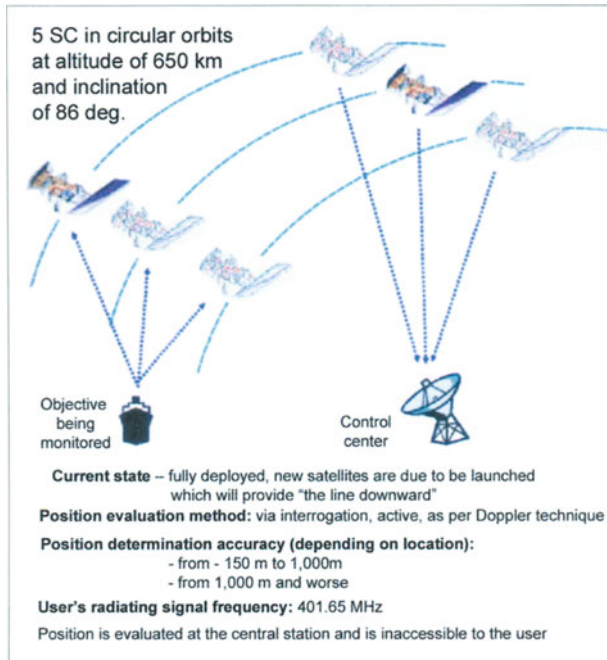 5 SC in circular orbits
at altitude of 650 km
and inclination
of 86 deg.
Objective
being
monitored
Control
center
Current state – fully deployed, new satellites are due to be launched
which will provide “the line downward”
Position evaluation method: via interrogation, active, as per Doppler technique
Position determination accuracy (depending on location):
- from - 150 m to 1,000m
- from 1,000 m and worse
User's radiating signal frequency: 401.65 MHz
Position is evaluated at the central station and is inaccessible to the user